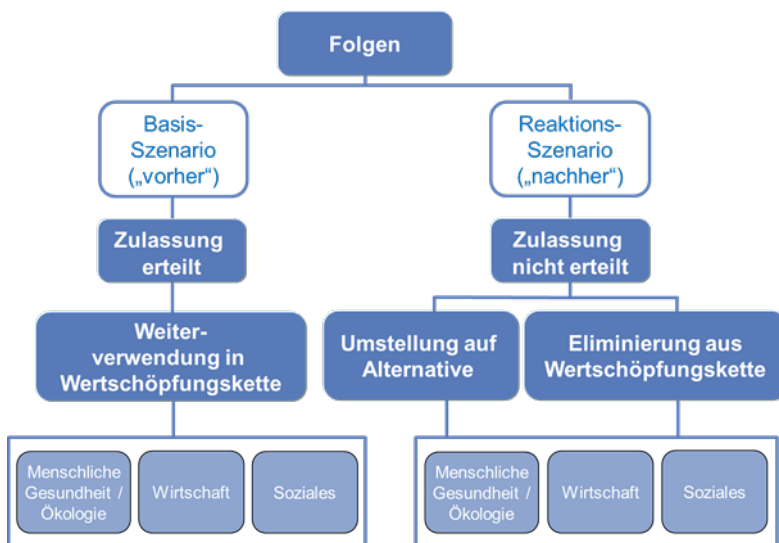 Folgen
Basis-
Szenario
(„vorher“)
Reaktions-
Szenario
(„nachher“)
Zulassung
erteilt
Zulassung
nicht erteilt
Weiter-
verwendung in
Wertschöpfungskette
Umstellung auf
Alternative
Eliminierung aus
Wertschöpfungskette
Menschliche
Gesundheit /
Ökologie
Wirtschaft
Soziales
Menschliche
Gesundheit /
Ökologie
Wirtschaft
Soziales